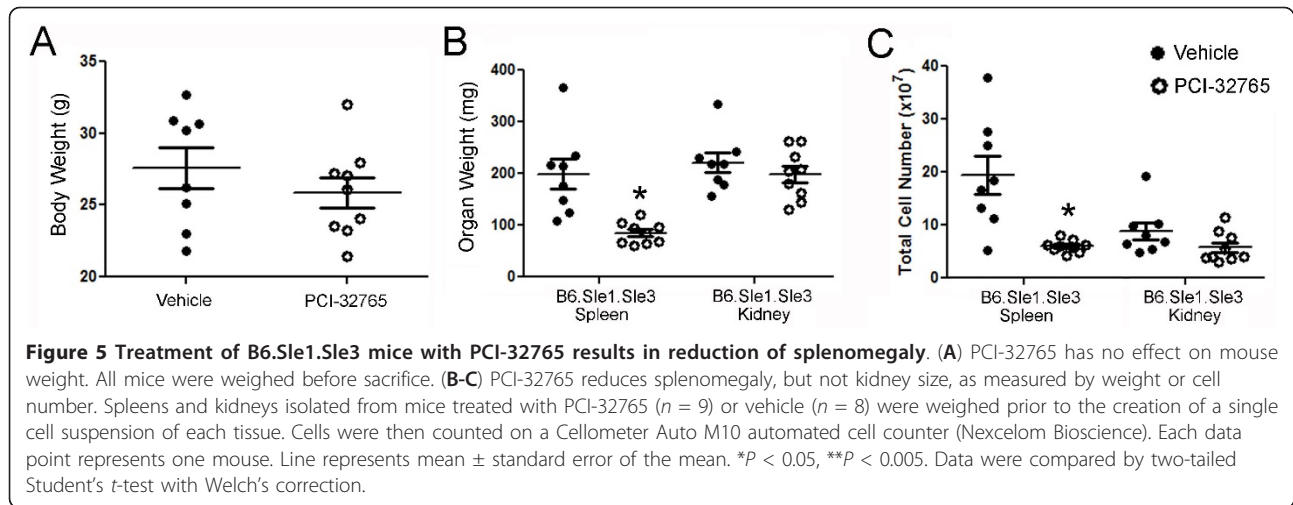 A
Body Weight (g)
35
30
25
20
Vehicle
PCI-32765
B
Organ Weight (mg)
400
300
200
100
0
*
B6.Sle1.Sle3
Spleen
B6.Sle1.Sle3
Kidney
C
Total Cell Number (x10⁷)
40
30
20
10
0
*
Vehicle
PCI-32765
B6.Sle1.Sle3
Spleen
B6.Sle1.Sle3
Kidney
Figure 5 Treatment of B6.Sle1.Sle3 mice with PCI-32765 results in reduction of splenomegaly. (A) PCI-32765 has no effect on mouse
weight. All mice were weighed before sacrifice. (B-C) PCI-32765 reduces splenomegaly, but not kidney size, as measured by weight or cell
number. Spleens and kidneys isolated from mice treated with PCI-32765 (n = 9) or vehicle (n = 8) were weighed prior to the creation of a single
cell suspension of each tissue. Cells were then counted on a Cellometer Auto M10 automated cell counter (Nexcelom Bioscience). Each data
point represents one mouse. Line represents mean ± standard error of the mean. *P < 0.05, **P < 0.005. Data were compared by two-tailed
Student's t-test with Welch's correction.